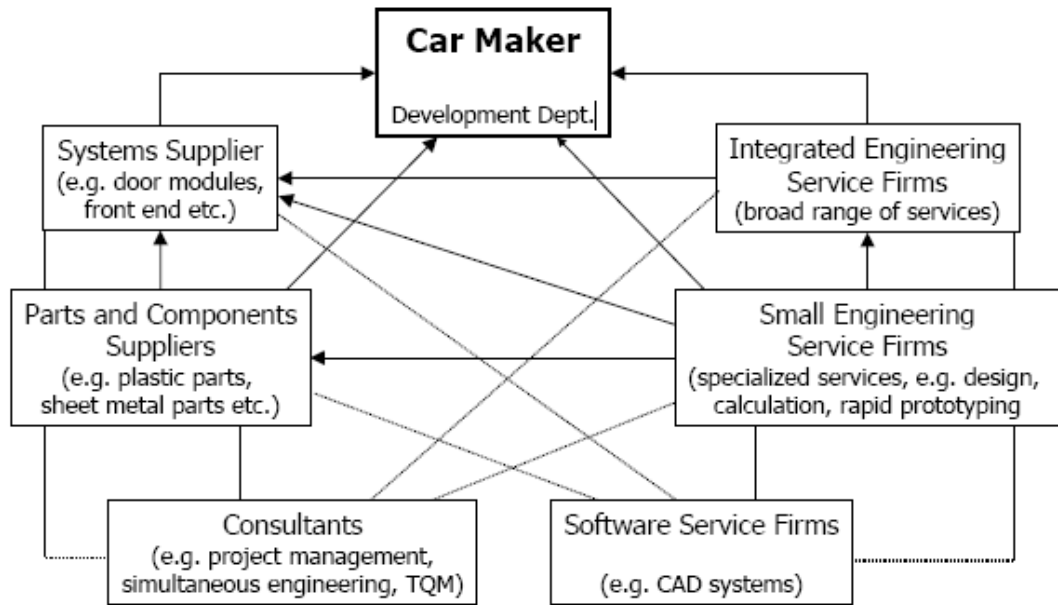 Car Maker
Development Dept.
Systems Supplier
(e.g. door modules,
front end etc.)
Integrated Engineering
Service Firms
(broad range of services)
Parts and Components
Suppliers
(e.g. plastic parts,
sheet metal parts etc.)
Small Engineering
Service Firms
(specialized services, e.g. design,
calculation, rapid prototyping
Consultants
(e.g. project management,
simultaneous engineering, TQM)
Software Service Firms
(e.g. CAD systems)